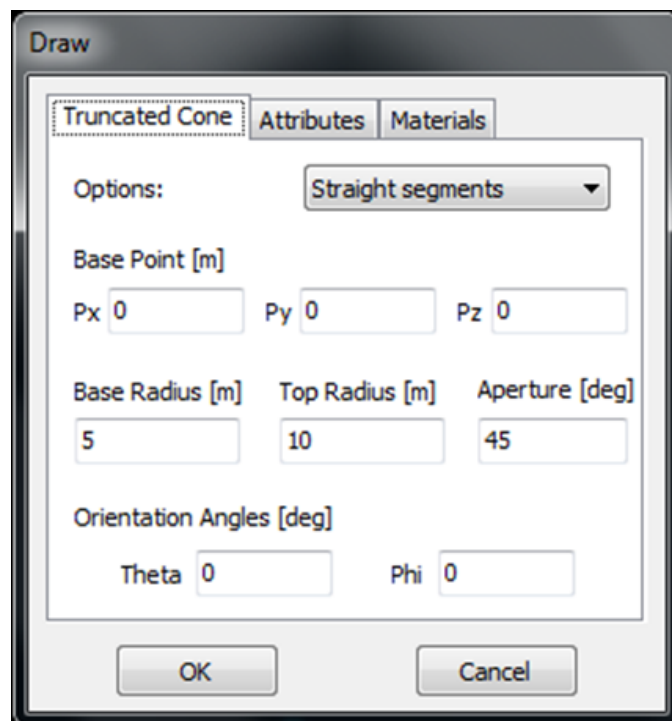 Draw
Truncated Cone Attributes Materials
Options: Straight segments
Base Point [m]
Px 0 Py 0 Pz 0
Base Radius [m] Top Radius [m] Aperture [deg]
5 10 45
Orientation Angles [deg]
Theta 0 Phi 0
OK Cancel